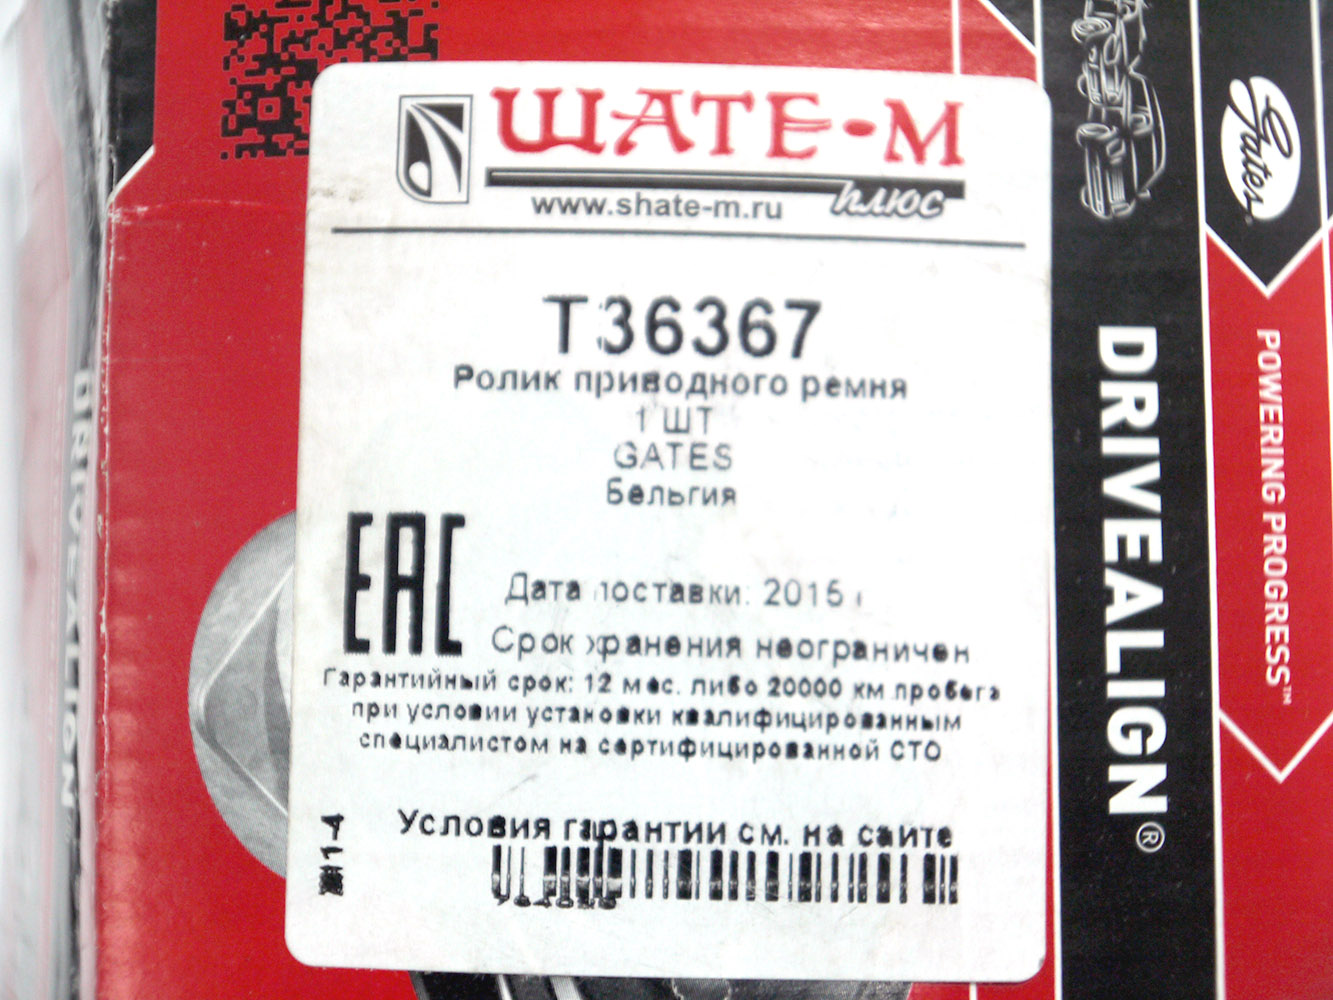 ШАТЕ-М
плюс
www.shate-m.ru
T36367
Ролик приводного ремня
1 ШТ
GATES
Бельгия
EAC
Дата поставки: 2015 г
Срок хранения неограничен
Гарантийный срок: 12 мес. либо 20000 км.пробега
при условии установки квалифицированным
специалистом на сертифицированной СТО
Условия гарантии см. на сайте
Gates
POWERING PROGRESS™
DRIVEALIGN®
DRIVEALIGN